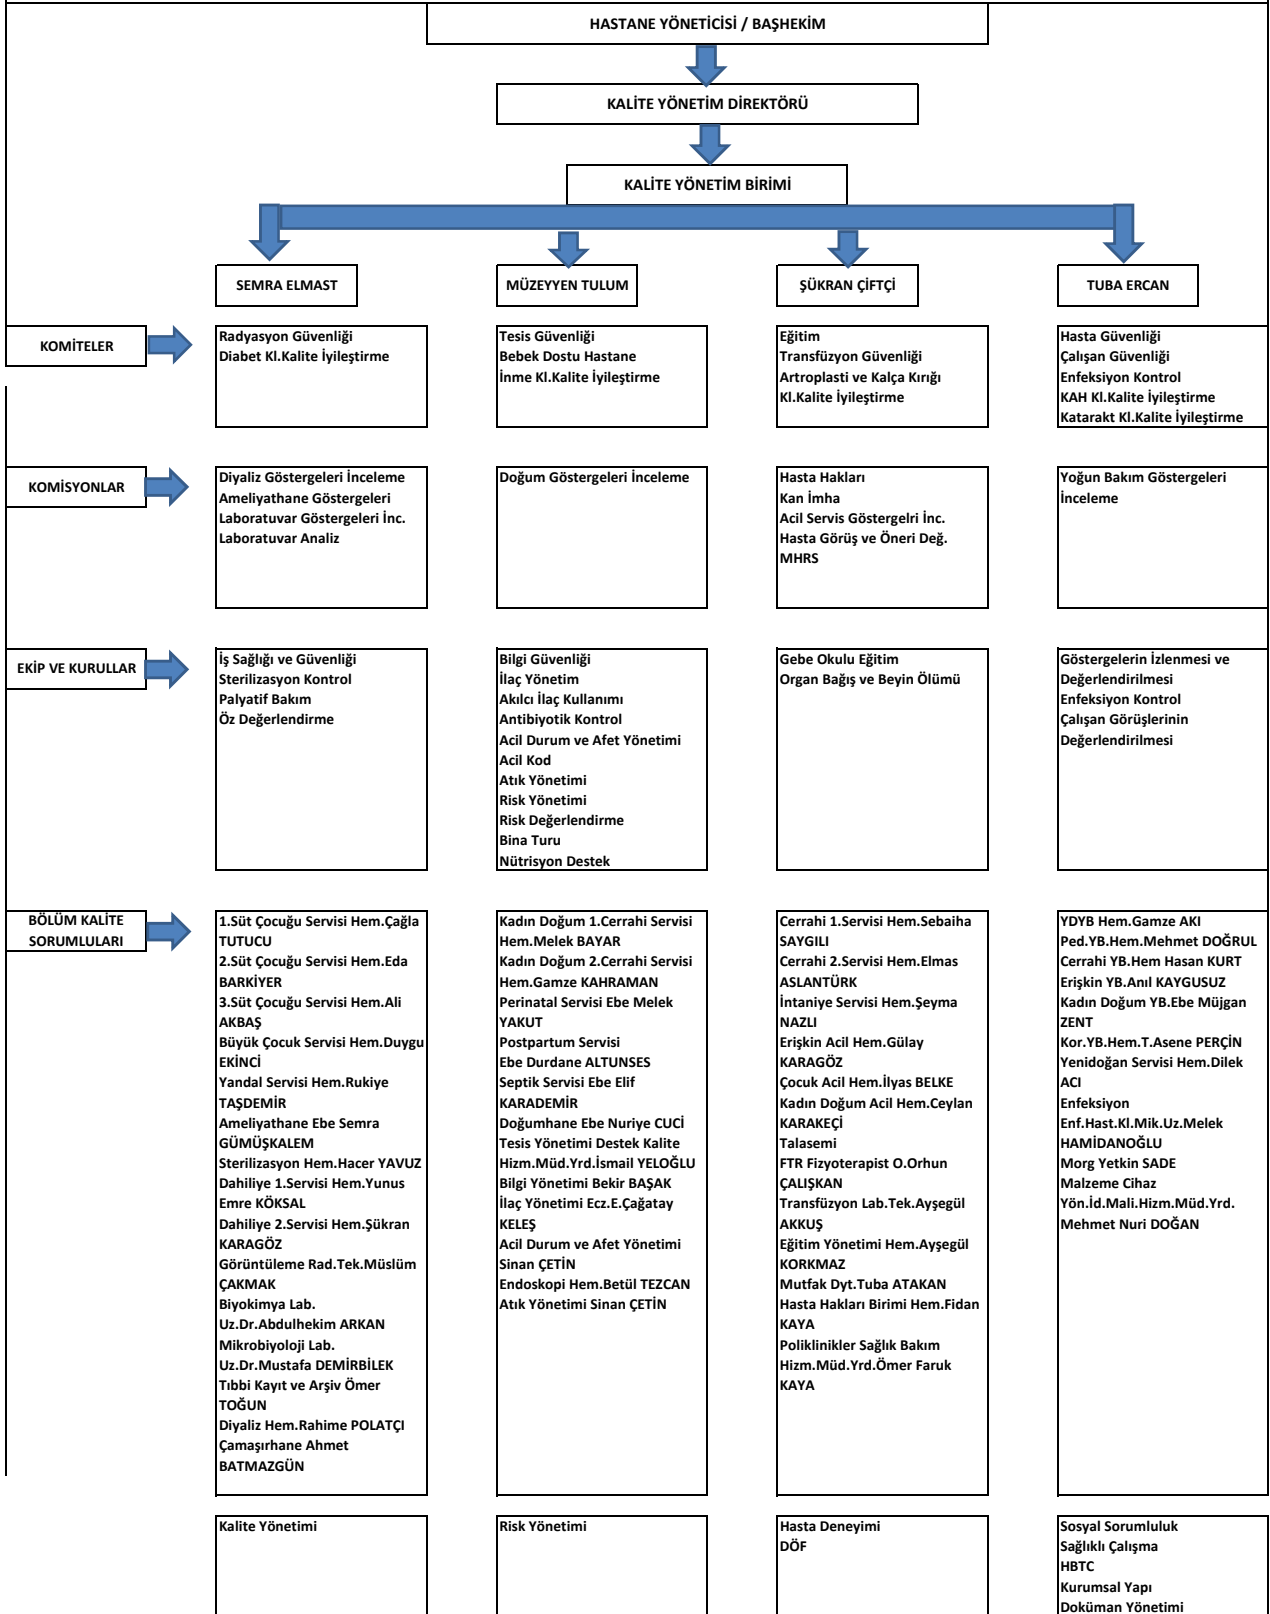 HASTANE YÖNETİCİSİ / BAŞHEKİM
KALİTE YÖNETİM DİREKTÖRÜ
KALİTE YÖNETİM BİRİMİ
SEMRA ELMAST
MÜZEYYEN TULUM
ŞÜKRAN ÇİFTÇİ
TUBA ERCAN
KOMİTELER
Radyasyon Güvenliği
Diabet Kl.Kalite İyileştirme
Tesis Güvenliği
Bebek Dostu Hastane
İnme Kl.Kalite İyileştirme
Eğitim
Transfüzyon Güvenliği
Artroplasti ve Kalça Kırığı
Kl.Kalite İyileştirme
Hasta Güvenliği
Çalışan Güvenliği
Enfeksiyon Kontrol
KAH Kl.Kalite İyileştirme
Katarakt Kl.Kalite İyileştirme
KOMİSYONLAR
Diyaliz Göstergeleri İnceleme
Ameliyathane Göstergeleri
Laboratuvar Göstergeleri İnc.
Laboratuvar Analiz
Doğum Göstergeleri İnceleme
Hasta Hakları
Kan İmha
Acil Servis Göstergelri İnc.
Hasta Görüş ve Öneri Değ.
MHRS
Yoğun Bakım Göstergeleri
İnceleme
EKİP VE KURULLAR
İş Sağlığı ve Güvenliği
Sterilizasyon Kontrol
Palyatif Bakım
Öz Değerlendirme
Bilgi Güvenliği
İlaç Yönetim
Akılcı İlaç Kullanımı
Antibiyotik Kontrol
Acil Durum ve Afet Yönetimi
Acil Kod
Atık Yönetimi
Risk Yönetimi
Risk Değerlendirme
Bina Turu
Nütrisyon Destek
Gebe Okulu Eğitim
Organ Bağış ve Beyin Ölümü
Göstergelerin İzlenmesi ve
Değerlendirilmesi
Enfeksiyon Kontrol
Çalışan Görüşlerinin
Değerlendirilmesi
BÖLÜM KALİTE
SORUMLULARI
1.Süt Çocuğu Servisi Hem.Çağla
TUTUCU
2.Süt Çocuğu Servisi Hem.Eda
BARKİYER
3.Süt Çocuğu Servisi Hem.Ali
AKBAŞ
Büyük Çocuk Servisi Hem.Duygu
EKİNCİ
Yandal Servisi Hem.Rukiye
TAŞDEMİR
Ameliyathane Ebe Semra
GÜMÜŞKALEM
Sterilizasyon Hem.Hacer YAVUZ
Dahiliye 1.Servisi Hem.Yunus
Emre KÖKSAL
Dahiliye 2.Servisi Hem.Şükran
KARAGÖZ
Görüntüleme Rad.Tek.Müslüm
ÇAKMAK
Biyokimya Lab.
Uz.Dr.Abdulhekim ARKAN
Mikrobiyoloji Lab.
Uz.Dr.Mustafa DEMİRBİLEK
Tıbbi Kayıt ve Arşiv Ömer
TOĞUN
Diyaliz Hem.Rahime POLATÇI
Çamaşırhane Ahmet
BATMAZGÜN
Kadın Doğum 1.Cerrahi Servisi
Hem.Melek BAYAR
Kadın Doğum 2.Cerrahi Servisi
Hem.Gamze KAHRAMAN
Perinatal Servisi Ebe Melek
YAKUT
Postpartum Servisi
Ebe Durdane ALTUNSES
Septik Servisi Ebe Elif
KARADEMİR
Doğumhane Ebe Nuriye CUCİ
Tesis Yönetimi Destek Kalite
Hizm.Müd.Yrd.İsmail YELOĞLU
Bilgi Yönetimi Bekir BAŞAK
İlaç Yönetimi Ecz.E.Çağatay
KELEŞ
Acil Durum ve Afet Yönetimi
Sinan ÇETİN
Endoskopi Hem.Betül TEZCAN
Atık Yönetimi Sinan ÇETİN
Cerrahi 1.Servisi Hem.Sebaiha
SAYGILI
Cerrahi 2.Servisi Hem.Elmas
ASLANTÜRK
İntaniye Servisi Hem.Şeyma
NAZLI
Erişkin Acil Hem.Gülay
KARAGÖZ
Çocuk Acil Hem.İlyas BELKE
Kadın Doğum Acil Hem.Ceylan
KARAKEÇİ
Talasemi
FTR Fizyoterapist O.Orhun
ÇALIŞKAN
Transfüzyon Lab.Tek.Ayşegül
AKKUŞ
Eğitim Yönetimi Hem.Ayşegül
KORKMAZ
Mutfak Dyt.Tuba ATAKAN
Hasta Hakları Birimi Hem.Fidan
KAYA
Poliklinikler Sağlık Bakım
Hizm.Müd.Yrd.Ömer Faruk
KAYA
YDYB Hem.Gamze AKI
Ped.YB.Hem.Mehmet DOĞRUL
Cerrahi YB.Hem Hasan KURT
Erişkin YB.Anıl KAYGUSUZ
Kadın Doğum YB.Ebe Müjgan
ZENT
Kor.YB.Hem.T.Asene PERÇİN
Yenidoğan Servisi Hem.Dilek
ACI
Enfeksiyon
Enf.Hast.Kl.Mik.Uz.Melek
HAMİDANOĞLU
Morg Yetkin SADE
Malzeme Cihaz
Yön.İd.Mali.Hizm.Müd.Yrd.
Mehmet Nuri DOĞAN
Kalite Yönetimi
Risk Yönetimi
Hasta Deneyimi
DÖF
Sosyal Sorumluluk
Sağlıklı Çalışma
HBTC
Kurumsal Yapı
Doküman Yönetimi